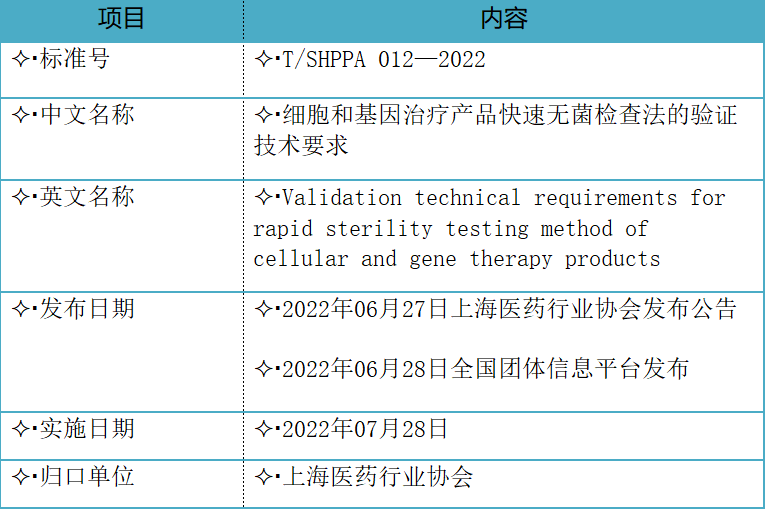 项目 内容
✧·标准号 ✧·T/SHPPA 012—2022
✧·中文名称 ✧·细胞和基因治疗产品快速无菌检查法的验证
技术要求
✧·英文名称 ✧·Validation technical requirements for
rapid sterility testing method of
cellular and gene therapy products
✧·发布日期 ✧·2022年06月27日上海医药行业协会发布公告
✧·2022年06月28日全国团体信息平台发布
✧·实施日期 ✧·2022年07月28日
✧·归口单位 ✧·上海医药行业协会